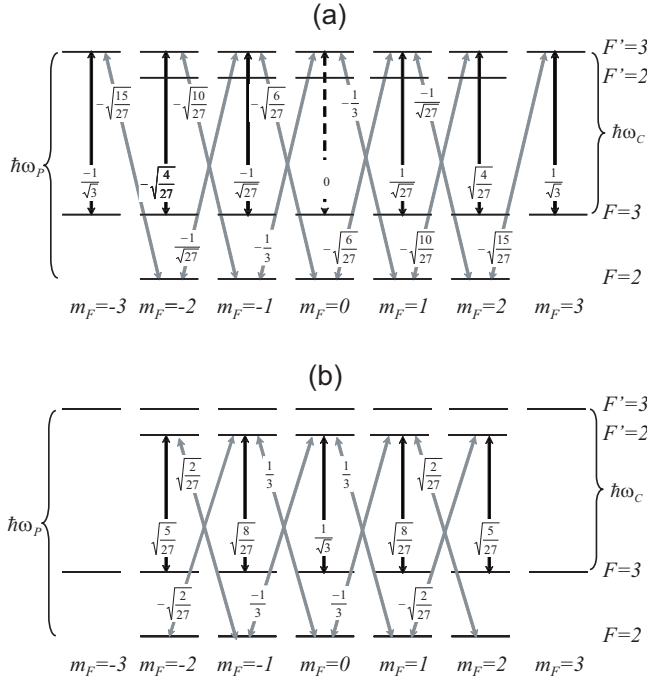 (a)
F'=3
F'=2
-√15/27 -√10/27 -√6/27 -1/3 -1/√27
ħω_P ħω_C
-1/√3 -√4/27 -1/√27 0 1/√27 √4/27 1/√3
F=3
-1/√27 -1/3 -√6/27 -√10/27 -√15/27
F=2
m_F=-3 m_F=-2 m_F=-1 m_F=0 m_F=1 m_F=2 m_F=3
(b)
F'=3
F'=2
√2/27 1/3 1/3 √2/27
ħω_P ħω_C
√5/27 √8/27 1/√3 √8/27 √5/27
F=3
-√2/27 -1/3 -1/3 -√2/27
F=2
m_F=-3 m_F=-2 m_F=-1 m_F=0 m_F=1 m_F=2 m_F=3